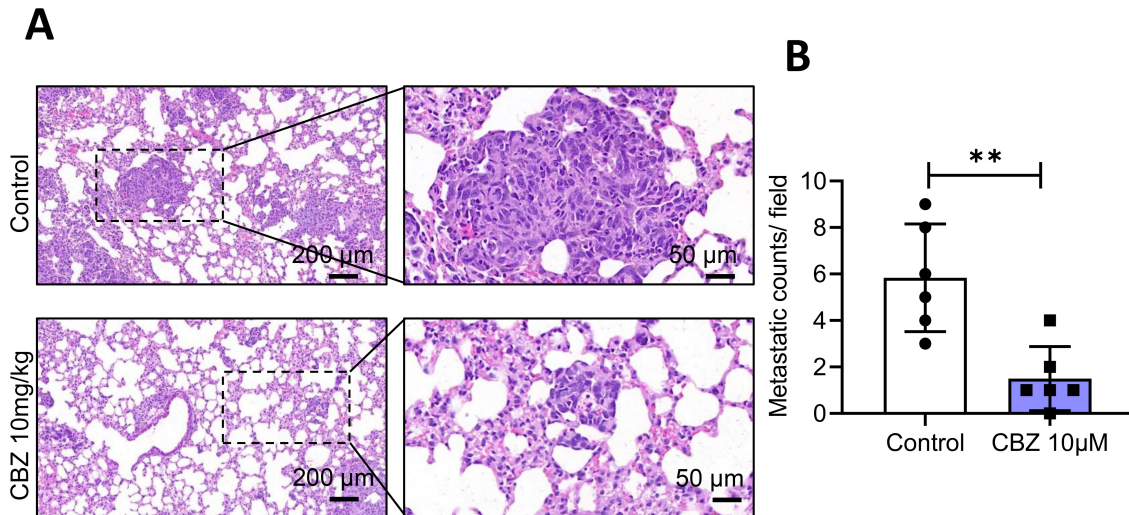 A
Control
200 µm
50 µm
CBZ 10mg/kg
200 µm
50 µm
B
**
Metastatic counts/ field
10
8
6
4
2
0
Control
CBZ 10µM